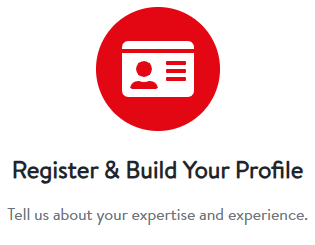 Register & Build Your Profile
Tell us about your expertise and experience.